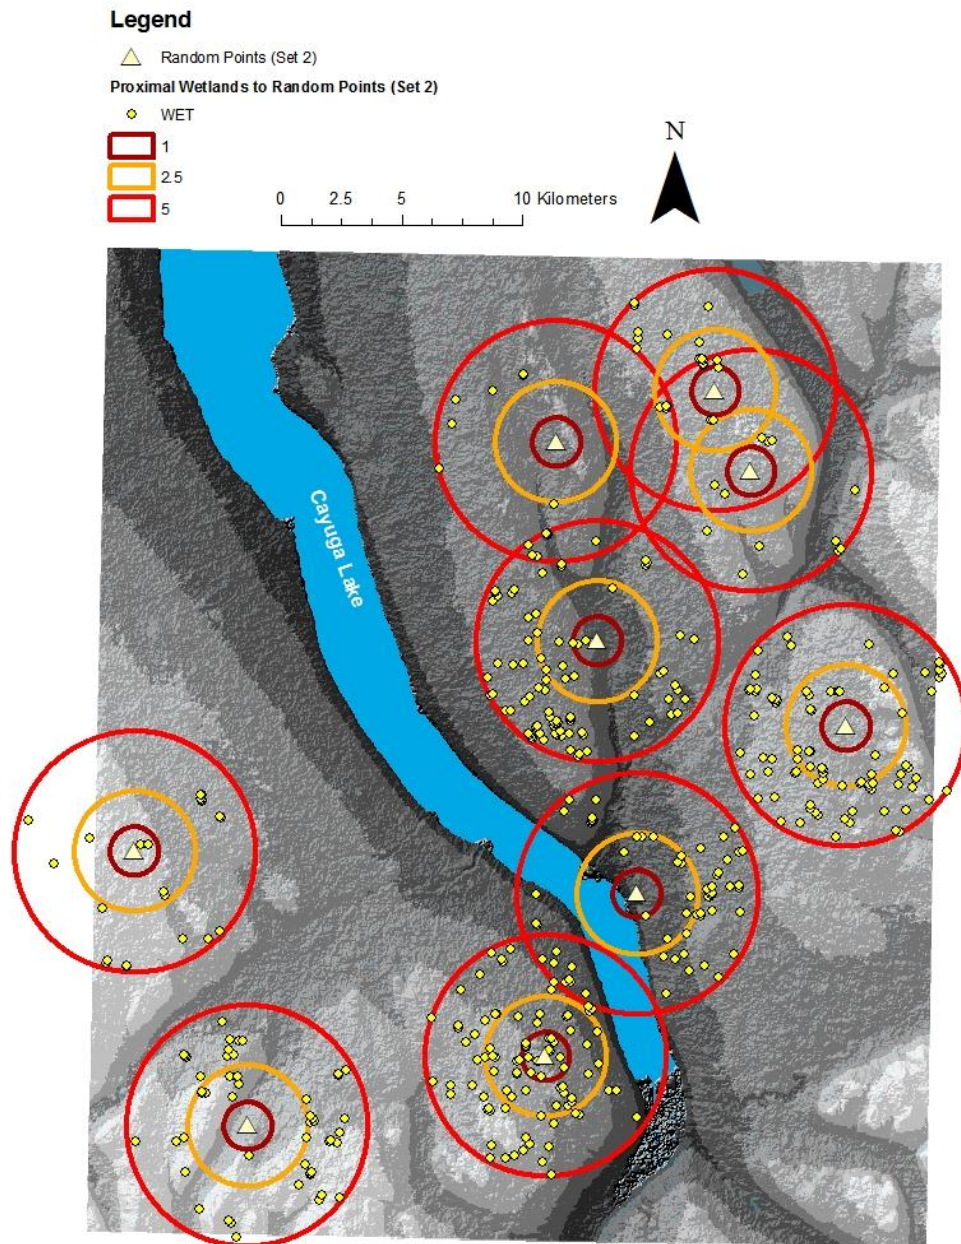 Legend
Random Points (Set 2)
Proximal Wetlands to Random Points (Set 2)
WET
1
2.5
5
N
0 2.5 5 10 Kilometers
Cayuga Lake